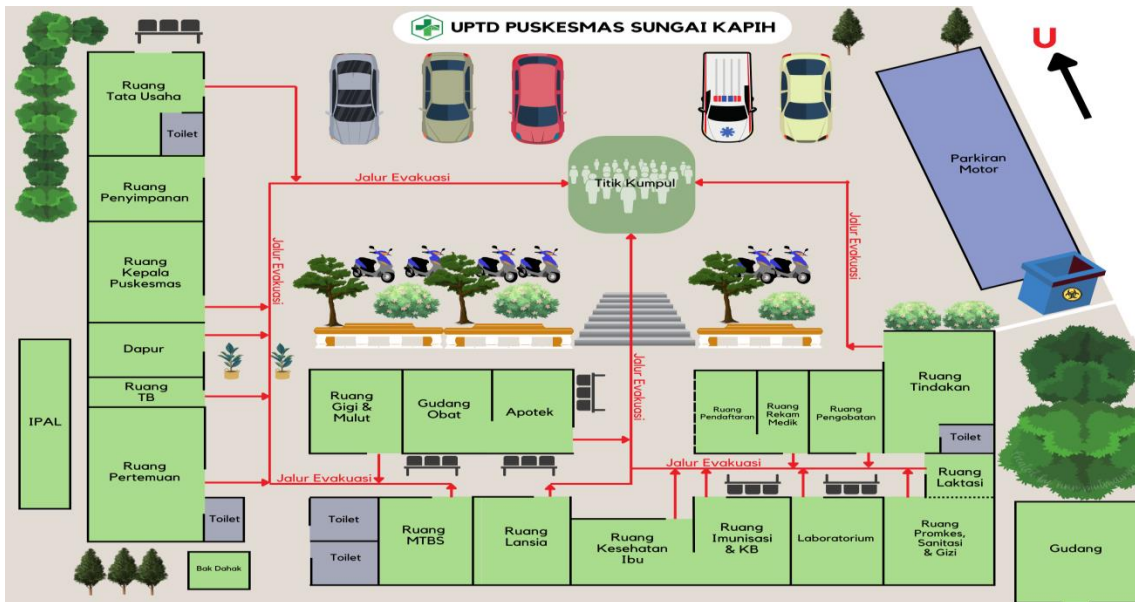 UPTD PUSKESMAS SUNGAI KAPIH
U
Ruang
Tata Usaha
Toilet
Ruang
Penyimpanan
Ruang
Kepala
Puskesmas
Dapur
Ruang
TB
Ruang
Pertemuan
Toilet
IPAL
Bak Dahak
Jalur Evakuasi
Jalur Evakuasi
Titik Kumpul
Jalur Evakuasi
Parkiran
Motor
Jalur Evakuasi
Ruang
Gigi &
Mulut
Gudang
Obat
Apotek
Ruang
Pendaftaran
Ruang
Rekam
Medik
Ruang
Pengobatan
Ruang
Tindakan
Toilet
Ruang
Laktasi
Jalur Evakuasi
Jalur Evakuasi
Toilet
Toilet
Ruang
MTBS
Ruang
Lansia
Ruang
Kesehatan
Ibu
Ruang
Imunisasi
& KB
Laboratorium
Ruang
Promkes,
Sanitasi
& Gizi
Gudang